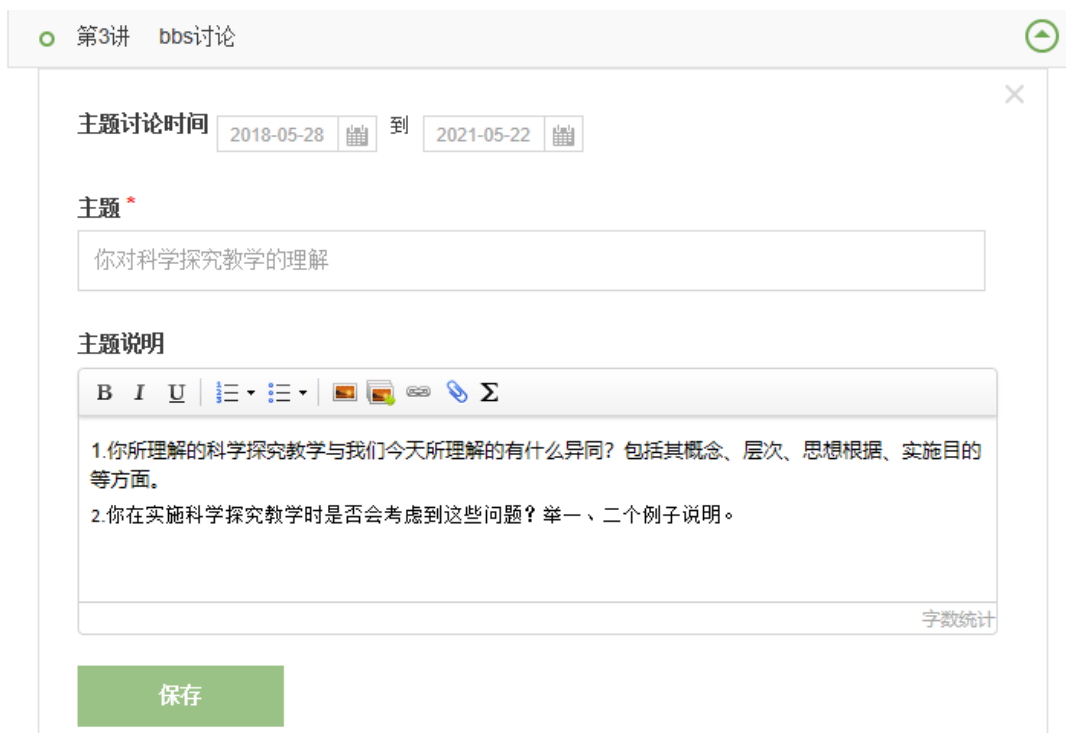 第3讲 bbs讨论
主题讨论时间 2018-05-28 到 2021-05-22
主题 *
你对科学探究教学的理解
主题说明
B I U Σ
1.你所理解的科学探究教学与我们今天所理解的有什么异同？包括其概念、层次、思想根据、实施目的
等方面。
2.你在实施科学探究教学时是否会考虑到这些问题？举一、二个例子说明。
字数统计
保存